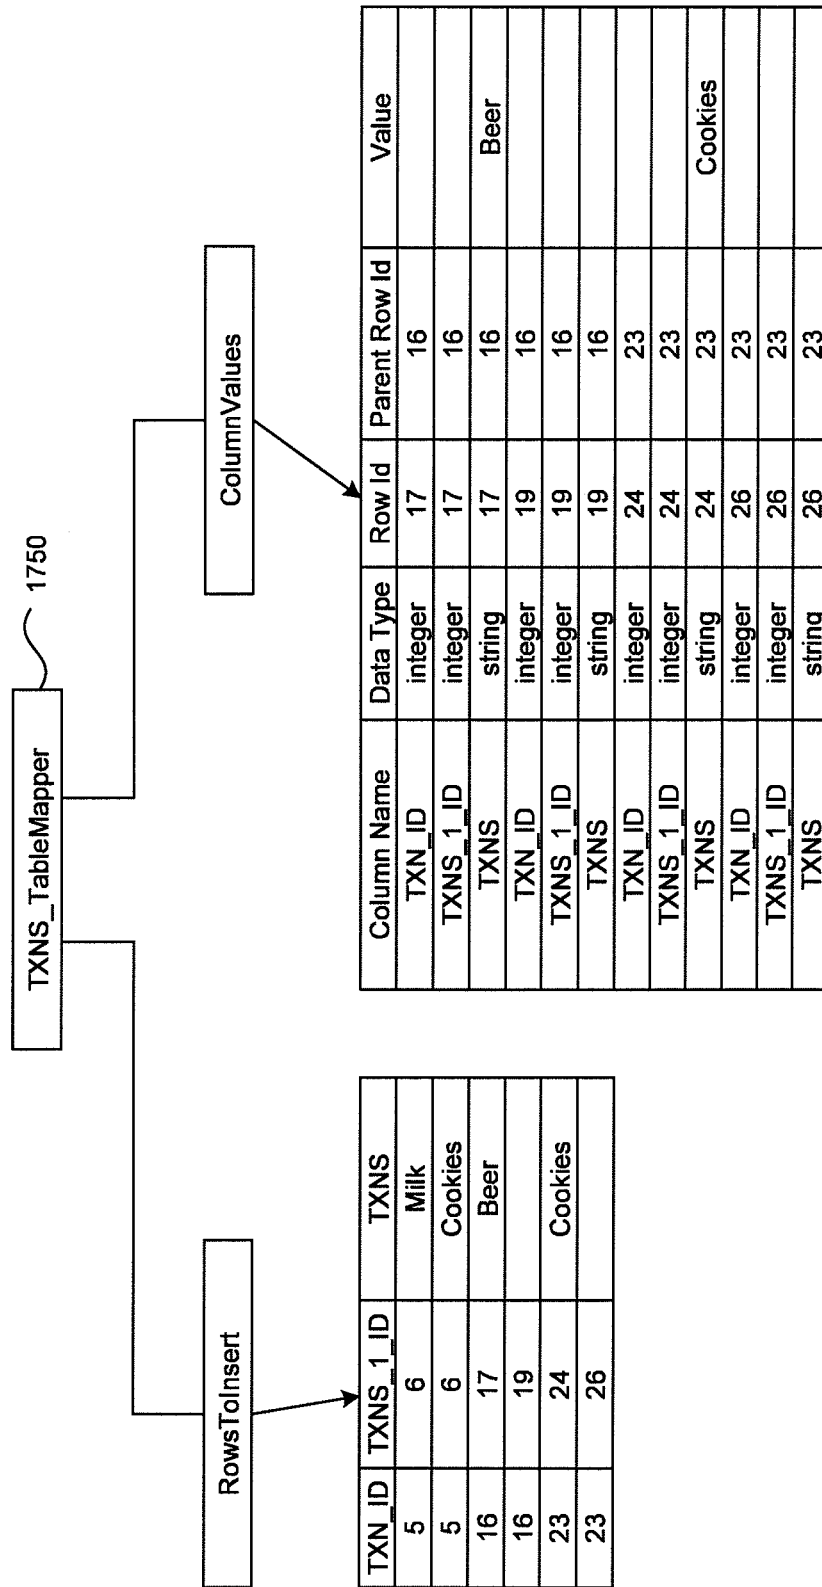 TXNS_TableMapper
1750
RowsToInsert
ColumnValues
TXN_ID TXNS_1_ID TXNS
5 6 Milk
5 6 Cookies
16 17 Beer
16 19
23 24 Cookies
23 26
Column Name Data Type Row Id Parent Row Id Value
TXN_ID integer 17 16
TXNS_1_ID integer 17 16
TXNS string 17 16 Beer
TXN_ID integer 19 16
TXNS_1_ID integer 19 16
TXNS string 19 16
TXN_ID integer 24 23
TXNS_1_ID integer 24 23
TXNS string 24 23 Cookies
TXN_ID integer 26 23
TXNS_1_ID integer 26 23
TXNS string 26 23